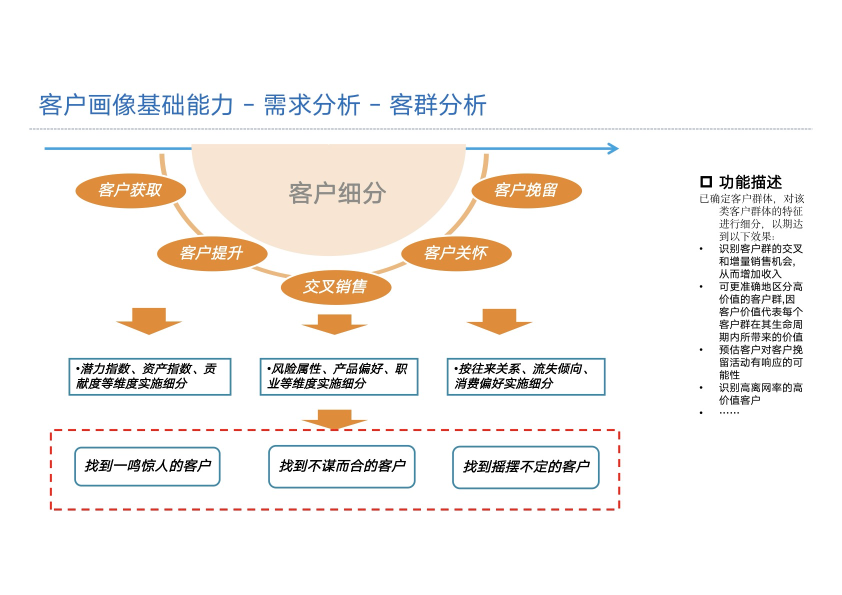 客户画像基础能力 – 需求分析 – 客群分析
客户细分
客户获取
客户挽留
客户提升
客户关怀
交叉销售
•潜力指数、资产指数、贡
献度等维度实施细分
•风险属性、产品偏好、职
业等维度实施细分
•按往来关系、流失倾向、
消费偏好实施细分
找到一鸣惊人的客户
找到不谋而合的客户
找到摇摆不定的客户
功能描述
已确定客户群体，对该
类客户群体的特征
进行细分，以期达
到以下效果：
• 识别客户群的交叉
和增量销售机会，
从而增加收入
• 可更准确地区分高
价值的客户群,因
客户价值代表每个
客户群在其生命周
期内所带来的价值
• 预估客户对客户挽
留活动有响应的可
能性
• 识别高离网率的高
价值客户
• ……